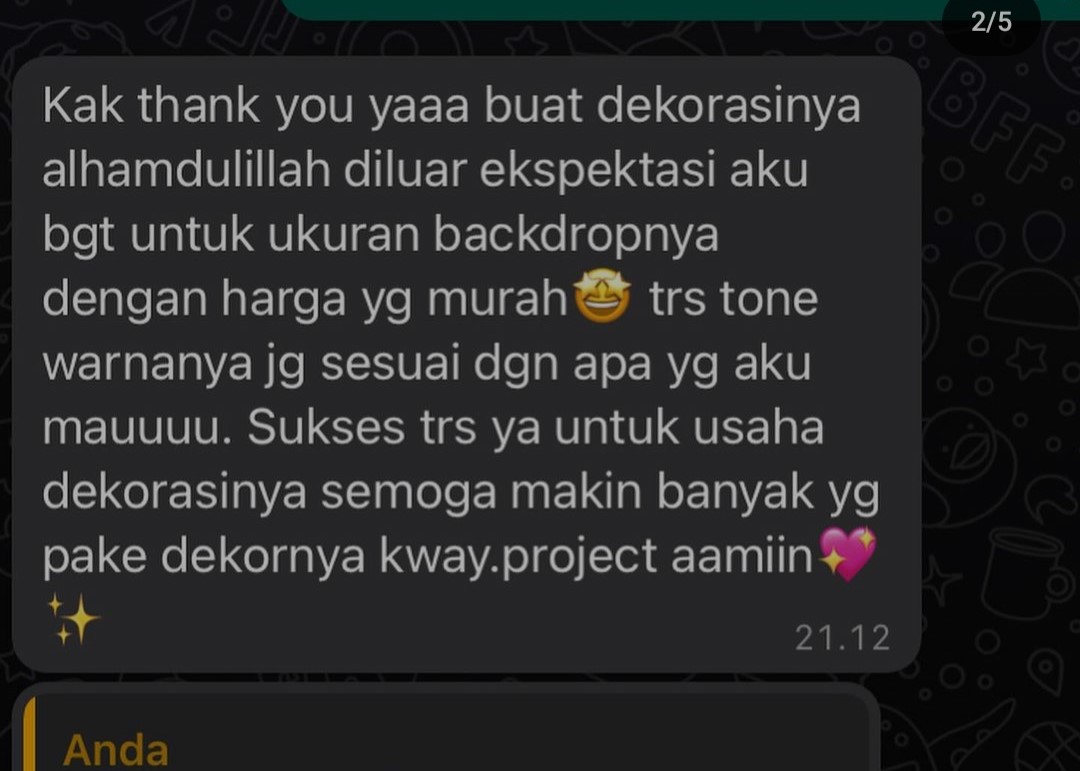 2/5
Kak thank you yaaa buat dekorasinya
alhamdulillah diluar ekspektasi aku
bgt untuk ukuran backdropnya
dengan harga yg murah🤩 trs tone
warnanya jg sesuai dgn apa yg aku
mauuuu. Sukses trs ya untuk usaha
dekorasinya semoga makin banyak yg
pake dekornya kway.project aamiin💖
✨
21.12
Anda
BFF